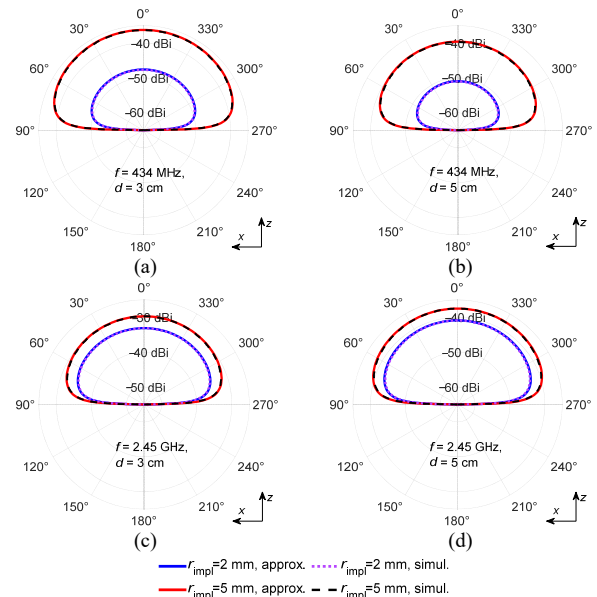 0°
30°
330°
–40 dBi
60°
300°
–50 dBi
–60 dBi
90°
270°
f = 434 MHz,
d = 3 cm
120°
240°
150°
210°
180°
x
z
(a)
0°
30°
330°
–40 dBi
60°
300°
–50 dBi
–60 dBi
90°
270°
f = 434 MHz,
d = 5 cm
120°
240°
150°
210°
180°
x
z
(b)
0°
30°
330°
–30 dBi
60°
300°
–40 dBi
–50 dBi
90°
270°
f = 2.45 GHz,
d = 3 cm
120°
240°
150°
210°
180°
x
z
(c)
0°
30°
330°
–40 dBi
60°
300°
–50 dBi
–60 dBi
90°
270°
f = 2.45 GHz,
d = 5 cm
120°
240°
150°
210°
180°
x
z
(d)
r_impl=2 mm, approx. r_impl=2 mm, simul.
r_impl=5 mm, approx. r_impl=5 mm, simul.